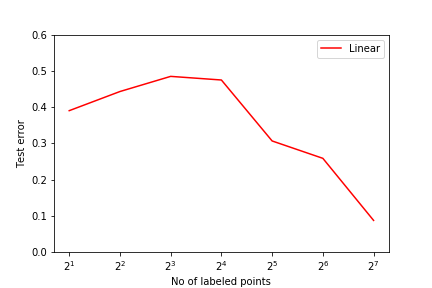 0.6
0.5
0.4
0.3
0.2
0.1
0.0
Test error
Linear
2¹ 2² 2³ 2⁴ 2⁵ 2⁶ 2⁷
No of labeled points